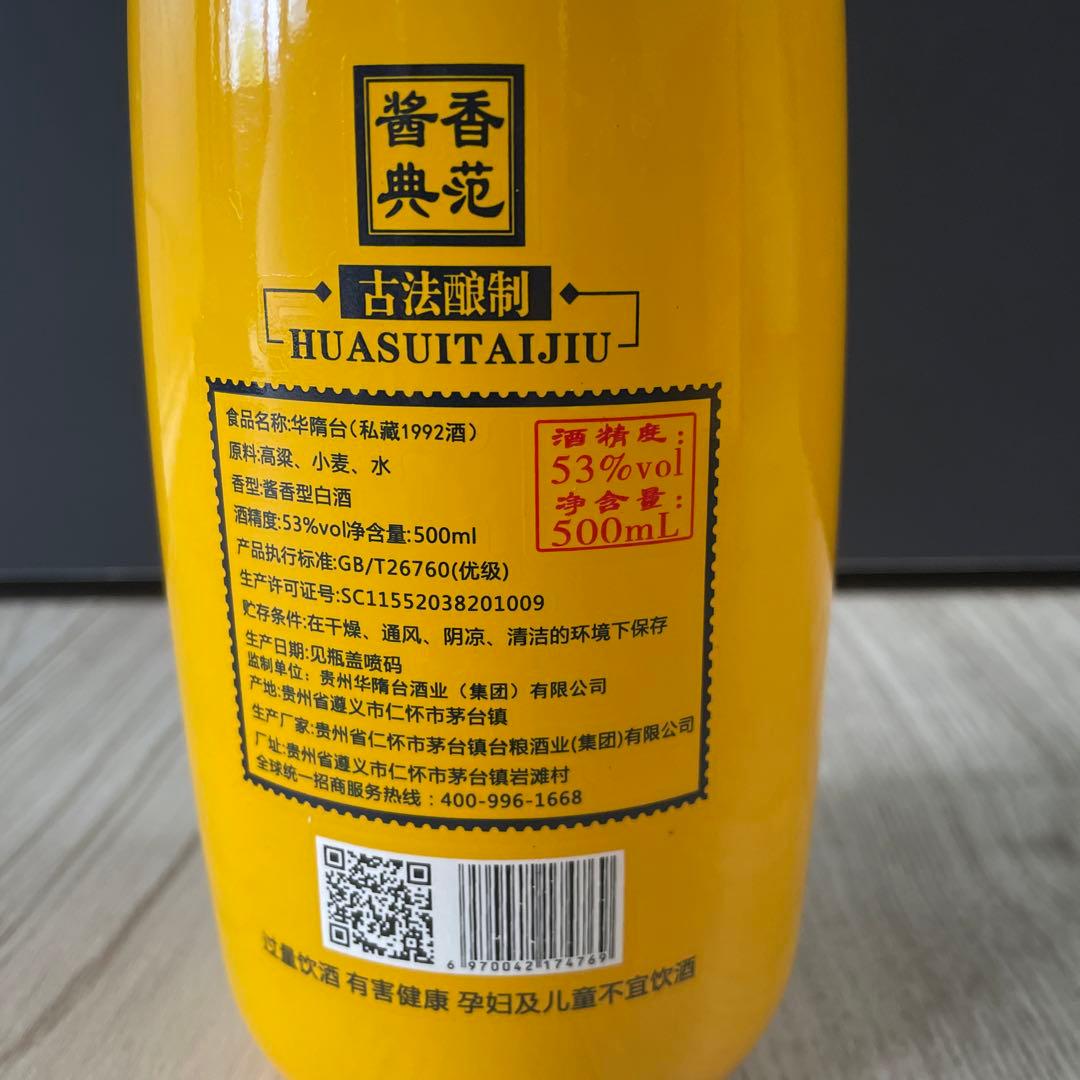 酱香
典范
古法酿制
HUASUITAIJIU
食品名称:华隋台(私藏1992酒)
原料:高粱、小麦、水
香型:酱香型白酒
酒精度:53%vol净含量:500ml
产品执行标准:GB/T26760(优级)
生产许可证号:SC11552038201009
贮存条件:在干燥、通风、阴凉、清洁的环境下保存
生产日期:见瓶盖喷码
监制单位：贵州华隋台酒业（集团）有限公司
产地:贵州省遵义市仁怀市茅台镇
生产厂家:贵州省仁怀市茅台镇台粮酒业(集团)有限公司
厂址:贵州省遵义市仁怀市茅台镇岩滩村
全球统一招商服务热线：400-996-1668
酒精度：
53%vol
净含量：
500mL
6 970042 174769
过量饮酒 有害健康 孕妇及儿童不宜饮酒